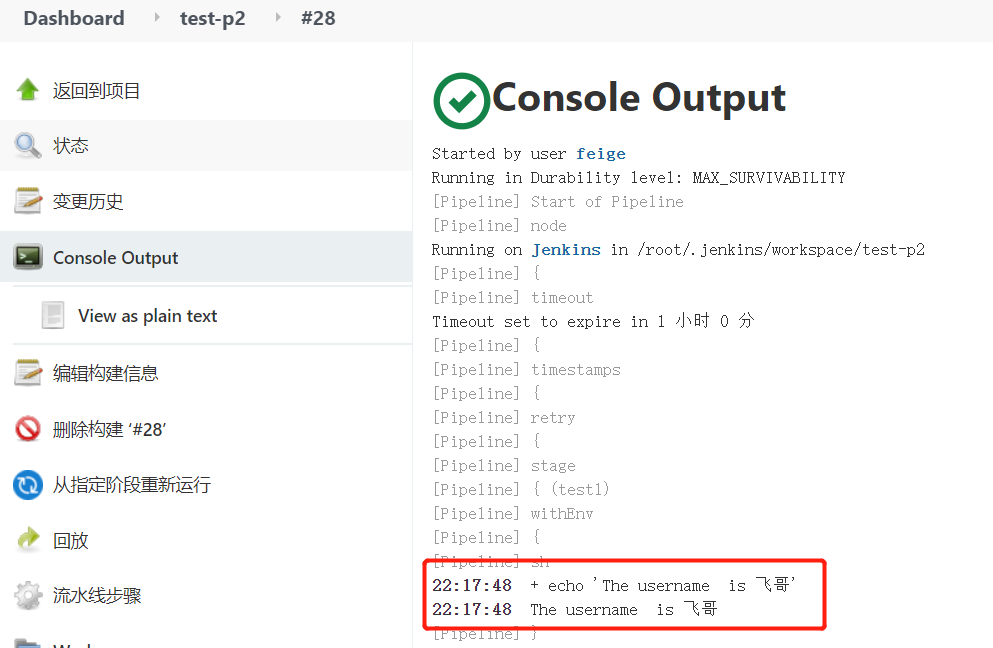 Dashboard test-p2 #28
返回到项目
状态
变更历史
Console Output
View as plain text
编辑构建信息
删除构建 ‘#28’
从指定阶段重新运行
回放
流水线步骤
Console Output
Started by user feige
Running in Durability level: MAX_SURVIVABILITY
[Pipeline] Start of Pipeline
[Pipeline] node
Running on Jenkins in /root/.jenkins/workspace/test-p2
[Pipeline] {
[Pipeline] timeout
Timeout set to expire in 1 小时 0 分
[Pipeline] {
[Pipeline] timestamps
[Pipeline] {
[Pipeline] retry
[Pipeline] {
[Pipeline] stage
[Pipeline] { (test1)
[Pipeline] withEnv
[Pipeline] {
[Pipeline] sh
22:17:48 + echo 'The username  is 飞哥'
22:17:48 The username  is 飞哥
[Pipeline] }